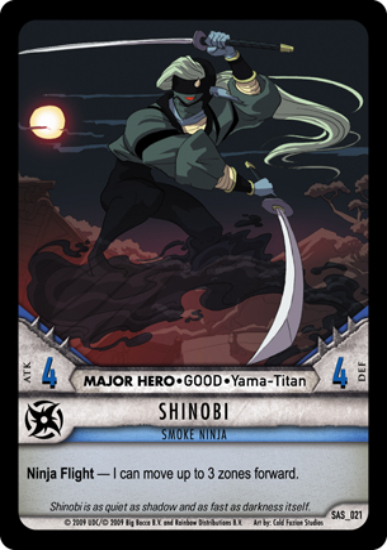 ATK
4
MAJOR HERO•GOOD•Yama-Titan
4
DEF
SHINOBI
SMOKE NINJA
Ninja Flight — I can move up to 3 zones forward.
Shinobi is as quiet as shadow and as fast as darkness itself.
SAS_021
© 2009 UDC/© 2009 Big Bocca B.V. and Rainbow Distributions B.V. Art by: Cold Fuzion Studios